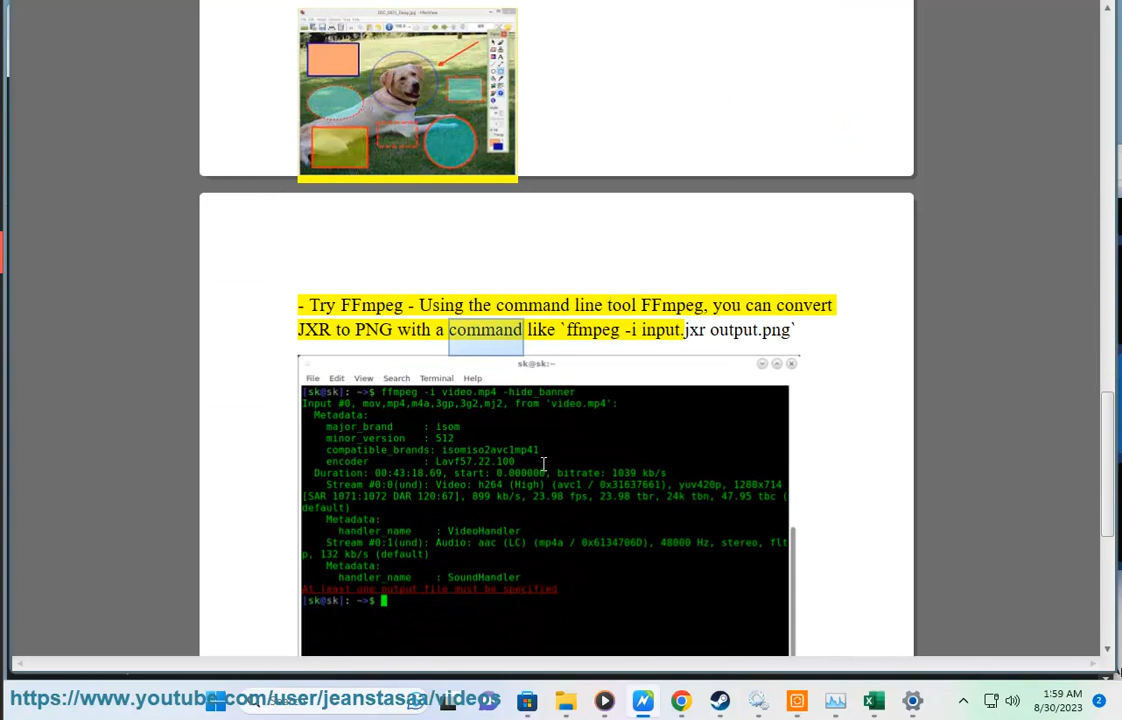 - Try FFmpeg - Using the command line tool FFmpeg, you can convert
JXR to PNG with a command like `ffmpeg -i input.jxr output.png`
sk@sk:~
File Edit View Search Terminal Help
[sk@sk]: ~>$ ffmpeg -i video.mp4 -hide_banner
Input #0, mov,mp4,m4a,3gp,3g2,mj2, from 'video.mp4':
Metadata:
major_brand : isom
minor_version : 512
compatible_brands: isomiso2avc1mp41
encoder : Lavf57.22.100
Duration: 00:43:18.69, start: 0.000000, bitrate: 1039 kb/s
Stream #0:0(und): Video: h264 (High) (avc1 / 0x31637661), yuv420p, 1280x714
[SAR 1071:1072 DAR 120:67], 899 kb/s, 23.98 fps, 23.98 tbr, 24k tbn, 47.95 tbc (
default)
Metadata:
handler_name : VideoHandler
Stream #0:1(und): Audio: aac (LC) (mp4a / 0x6134706D), 48000 Hz, stereo, flt
p, 132 kb/s (default)
Metadata:
handler_name : SoundHandler
At least one output file must be specified
[sk@sk]: ~>$
https://www.youtube.com/user/jeanstasaa/videos
1:59 AM
8/30/2023
2